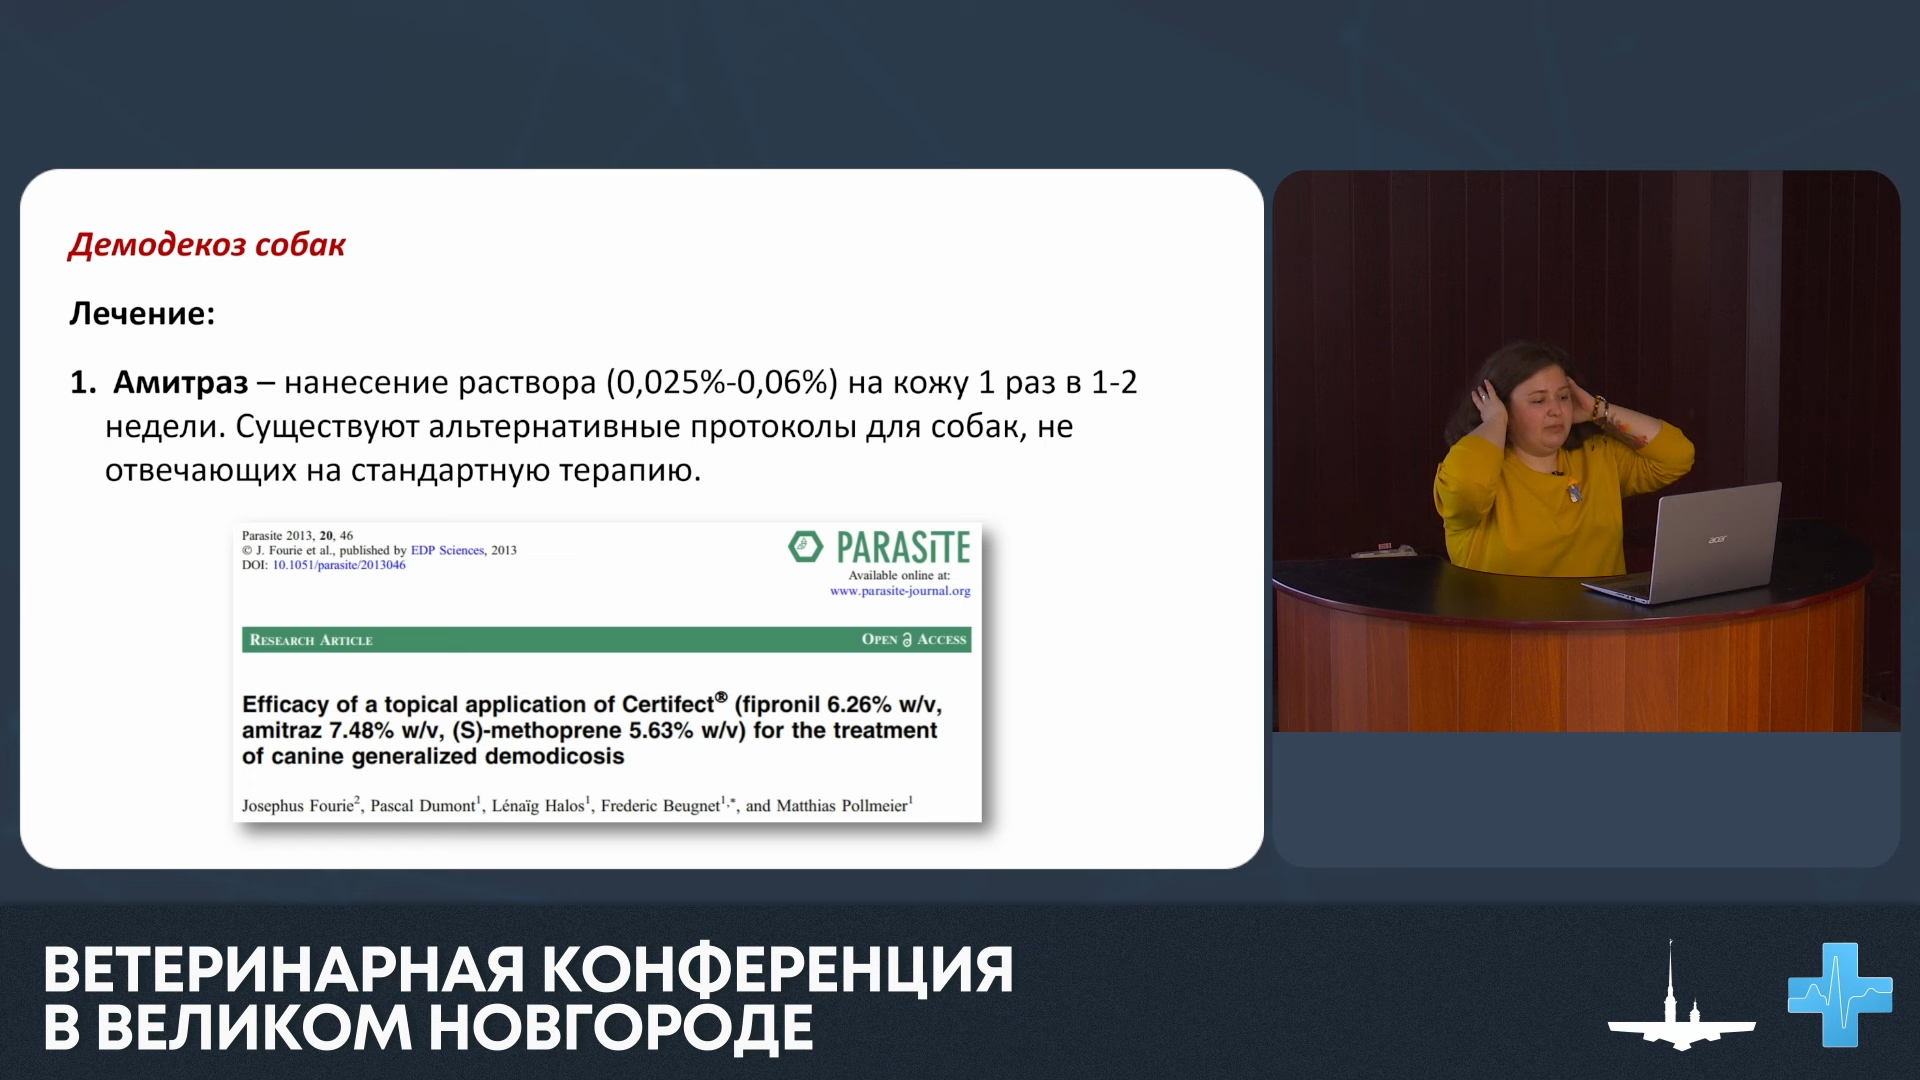 Демодекоз собак
Лечение:
1. Амитраз – нанесение раствора (0,025%-0,06%) на кожу 1 раз в 1-2
недели. Существуют альтернативные протоколы для собак, не
отвечающих на стандартную терапию.
Parasite 2013, 20, 46
© J. Fourie et al., published by EDP Sciences, 2013
DOI: 10.1051/parasite/2013046
PARASiTE
Available online at:
www.parasite-journal.org
RESEARCH ARTICLE
OPEN ACCESS
Efficacy of a topical application of Certifect® (fipronil 6.26% w/v,
amitraz 7.48% w/v, (S)-methoprene 5.63% w/v) for the treatment
of canine generalized demodicosis
Josephus Fourie2, Pascal Dumont1, Lénaïg Halos1, Frederic Beugnet1,*, and Matthias Pollmeier1
acer
ВЕТЕРИНАРНАЯ КОНФЕРЕНЦИЯ
В ВЕЛИКОМ НОВГОРОДЕ